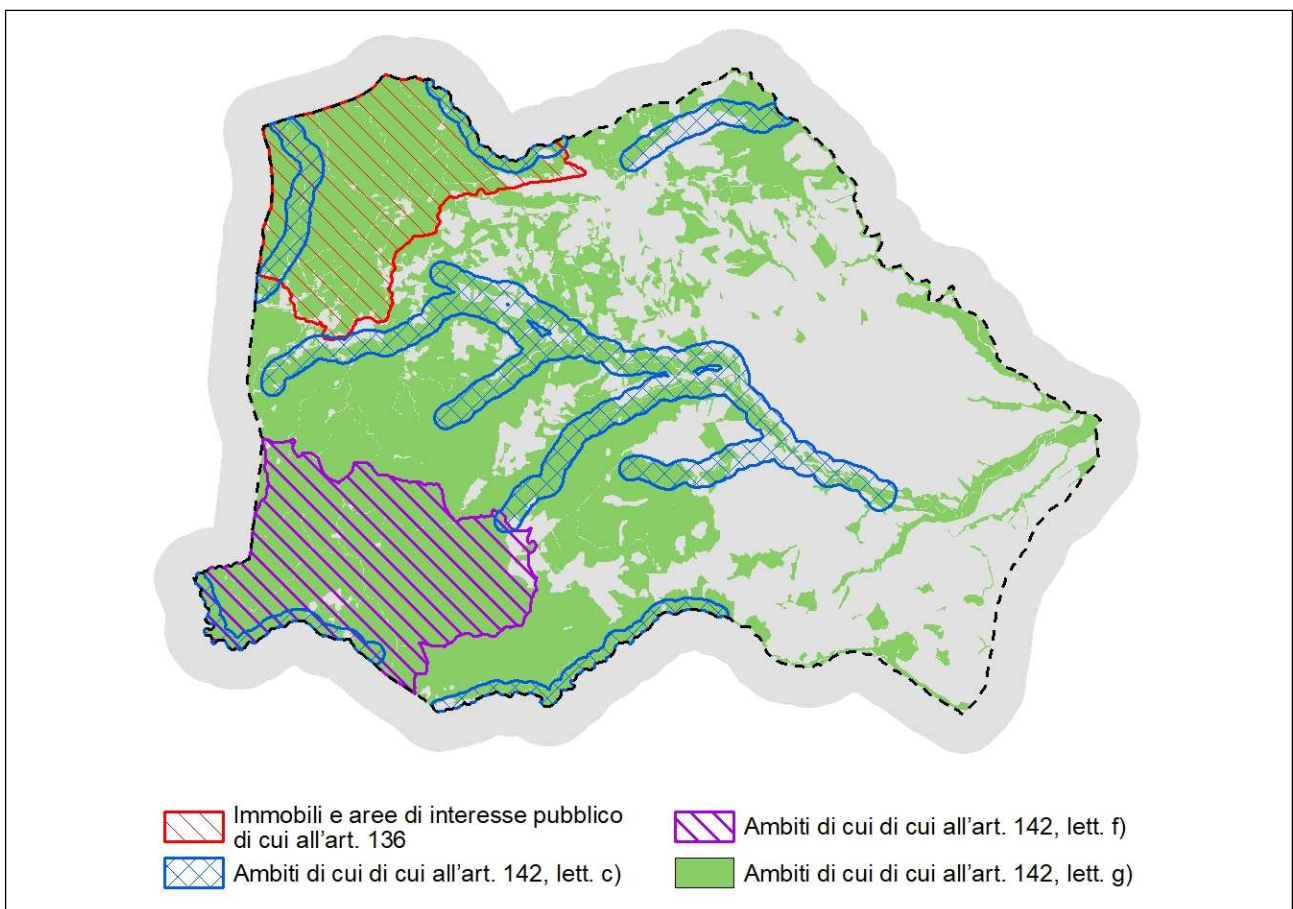 Immobili e aree di interesse pubblico
di cui all'art. 136
Ambiti di cui di cui all'art. 142, lett. c)
Ambiti di cui di cui all'art. 142, lett. f)
Ambiti di cui di cui all'art. 142, lett. g)